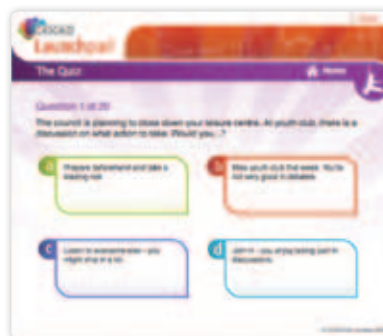 Launchpad
The Quiz
Home
Question 1 of 20
The council is planning to close down your leisure centre. At youth club, there is a
discussion on what action to take. Would you...?
a
Prepare beforehand and take a
leading role
b
Miss youth club that week. You're
not very good in debates
c
Listen to everyone else - you
might chip in a bit
d
Join in - you enjoy taking part in
discussions